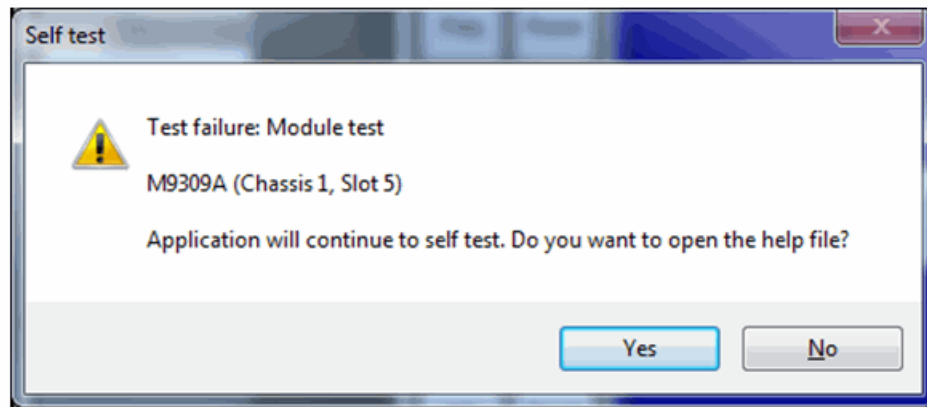 Self test
Test failure: Module test
M9309A (Chassis 1, Slot 5)
Application will continue to self test. Do you want to open the help file?
Yes
No